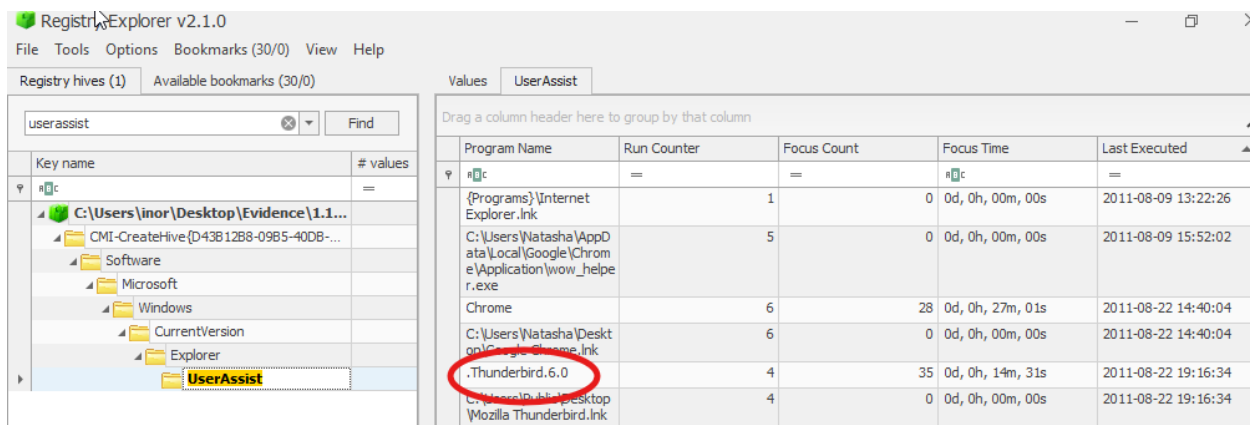 Registry Explorer v2.1.0
File Tools Options Bookmarks (30/0) View Help
Registry hives (1) Available bookmarks (30/0)
Values UserAssist
userassist Find
Drag a column header here to group by that column
Key name # values
Program Name Run Counter Focus Count Focus Time Last Executed
C:\Users\inor\Desktop\Evidence\1.1...
CMI-CreateHive{D43B12B8-09B5-40DB-...
Software
Microsoft
Windows
CurrentVersion
Explorer
UserAssist
{Programs}\Internet
Explorer.lnk
1 0 0d, 0h, 00m, 00s 2011-08-09 13:22:26
C:\Users\Natasha\AppD
ata\Local\Google\Chrom
e\Application\wow_helpe
r.exe
5 0 0d, 0h, 00m, 00s 2011-08-09 15:52:02
Chrome 6 28 0d, 0h, 27m, 01s 2011-08-22 14:40:04
C:\Users\Natasha\Deskt
op\Google Chrome.lnk
6 0 0d, 0h, 00m, 00s 2011-08-22 14:40:04
.Thunderbird.6.0 4 35 0d, 0h, 14m, 31s 2011-08-22 19:16:34
C:\Users\Public\Desktop
\Mozilla Thunderbird.lnk
4 0 0d, 0h, 00m, 00s 2011-08-22 19:16:34